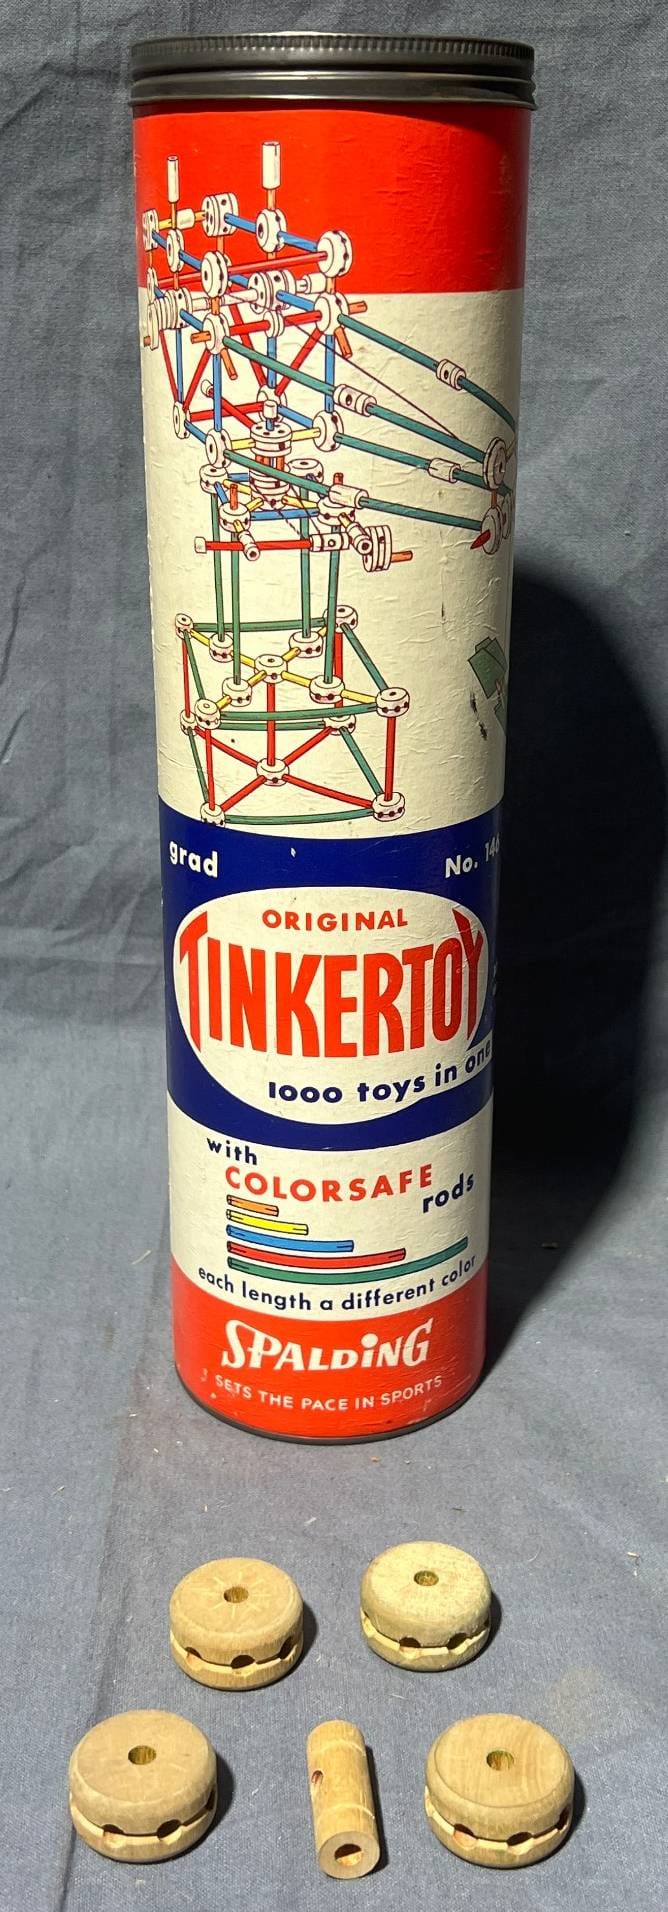 grad
No. 146
ORIGINAL
TINKERTOY
1000 toys in one
with
COLORSAFE
rods
each length a different color
SPALDING
SETS THE PACE IN SPORTS